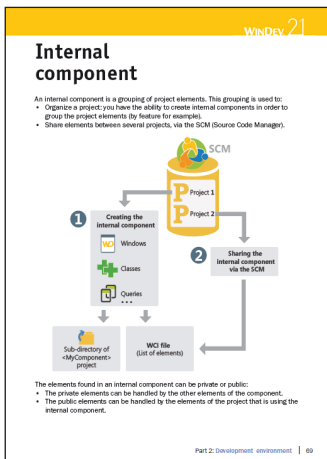 WINDEV 21
Internal
component
An internal component is a grouping of project elements. This grouping is used to:
• Organize a project: you have the ability to create internal components in order to
group the project elements (by feature for example).
• Share elements between several projects, via the SCM (Source Code Manager).
SCM
Project 1
Project 2
1
Creating the
internal component
Windows
Classes
Queries
...
2
Sharing the
internal component
via the SCM
Sub-directory of
<MyComponent>
project
WCI file
(List of elements)
The elements found in an internal component can be private or public:
• The private elements can be handled by the other elements of the component.
• The public elements can be handled by the elements of the project that is using the
internal component.
Part 2: Development environment | 69